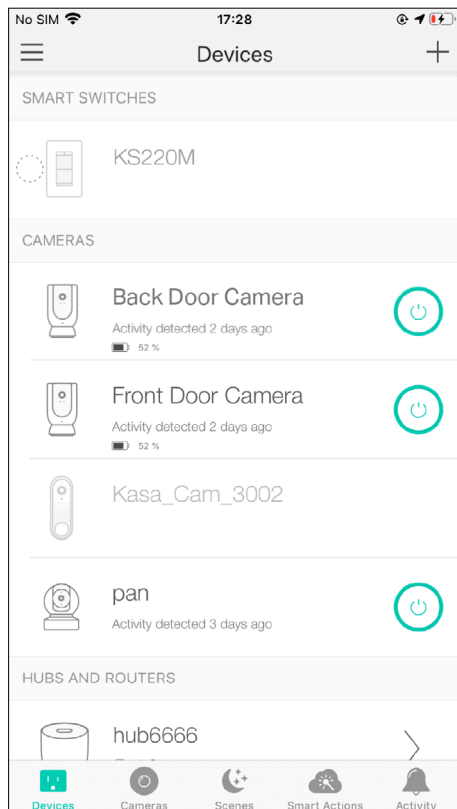 No SIM 17:28
Devices
SMART SWITCHES
KS220M
CAMERAS
Back Door Camera
Activity detected 2 days ago
52 %
Front Door Camera
Activity detected 2 days ago
52 %
Kasa_Cam_3002
pan
Activity detected 3 days ago
HUBS AND ROUTERS
hub6666
Devices Cameras Scenes Smart Actions Activity